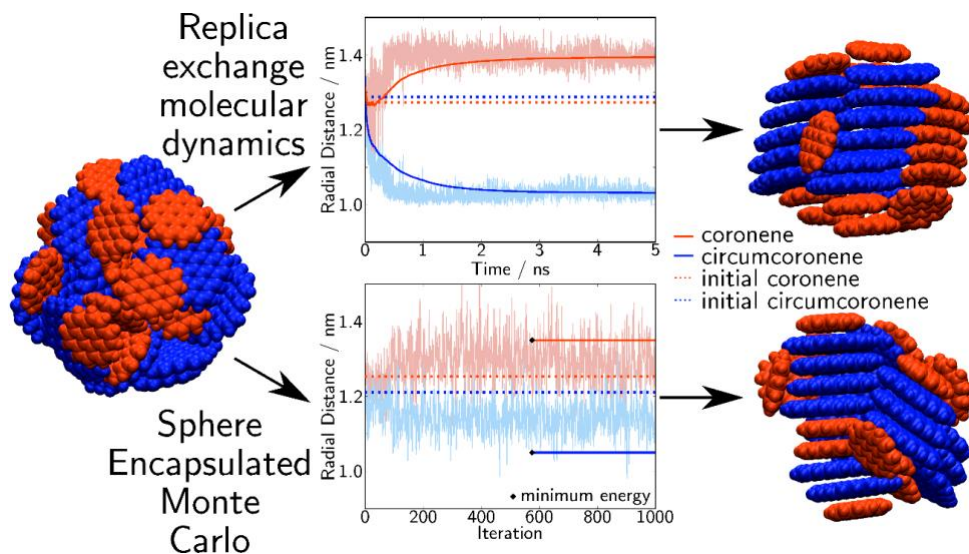 Replica
exchange
molecular
dynamics
Radial Distance / nm
1.4
1.2
1.0
0 1 2 3 4 5
Time / ns
coronene
circumcoronene
initial coronene
initial circumcoronene
Sphere
Encapsulated
Monte
Carlo
Radial Distance / nm
1.4
1.2
1.0
minimum energy
0 200 400 600 800 1000
Iteration